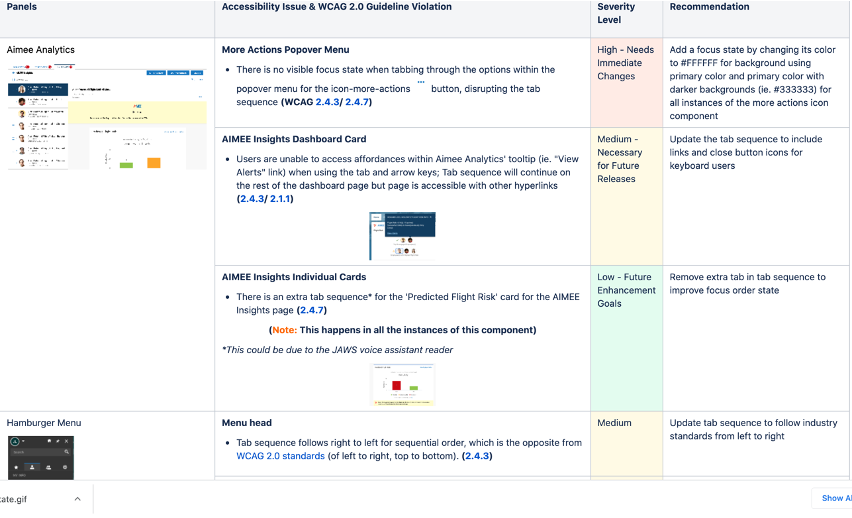 Panels
Accessibility Issue & WCAG 2.0 Guideline Violation
Severity
Level
Recommendation
Aimee Analytics
More Actions Popover Menu
• There is no visible focus state when tabbing through the options within the
popover menu for the icon-more-actions ••• button, disrupting the tab
sequence (WCAG 2.4.3/ 2.4.7)
High - Needs
Immediate
Changes
Add a focus state by changing its color
to #FFFFFF for background using
primary color and primary color with
darker backgrounds (ie. #333333) for
all instances of the more actions icon
component
AIMEE Insights Dashboard Card
• Users are unable to access affordances within Aimee Analytics' tooltip (ie. "View
Alerts" link) when using the tab and arrow keys; Tab sequence will continue on
the rest of the dashboard page but page is accessible with other hyperlinks
(2.4.3/ 2.1.1)
Medium -
Necessary
for Future
Releases
Update the tab sequence to include
links and close button icons for
keyboard users
AIMEE Insights Individual Cards
• There is an extra tab sequence* for the 'Predicted Flight Risk' card for the AIMEE
Insights page (2.4.7)
(Note: This happens in all the instances of this component)
*This could be due to the JAWS voice assistant reader
Low - Future
Enhancement
Goals
Remove extra tab in tab sequence to
improve focus order state
Hamburger Menu
Menu head
• Tab sequence follows right to left for sequential order, which is the opposite from
WCAG 2.0 standards (of left to right, top to bottom). (2.4.3)
Medium
Update tab sequence to follow industry
standards from left to right
tate.gif
Show Al